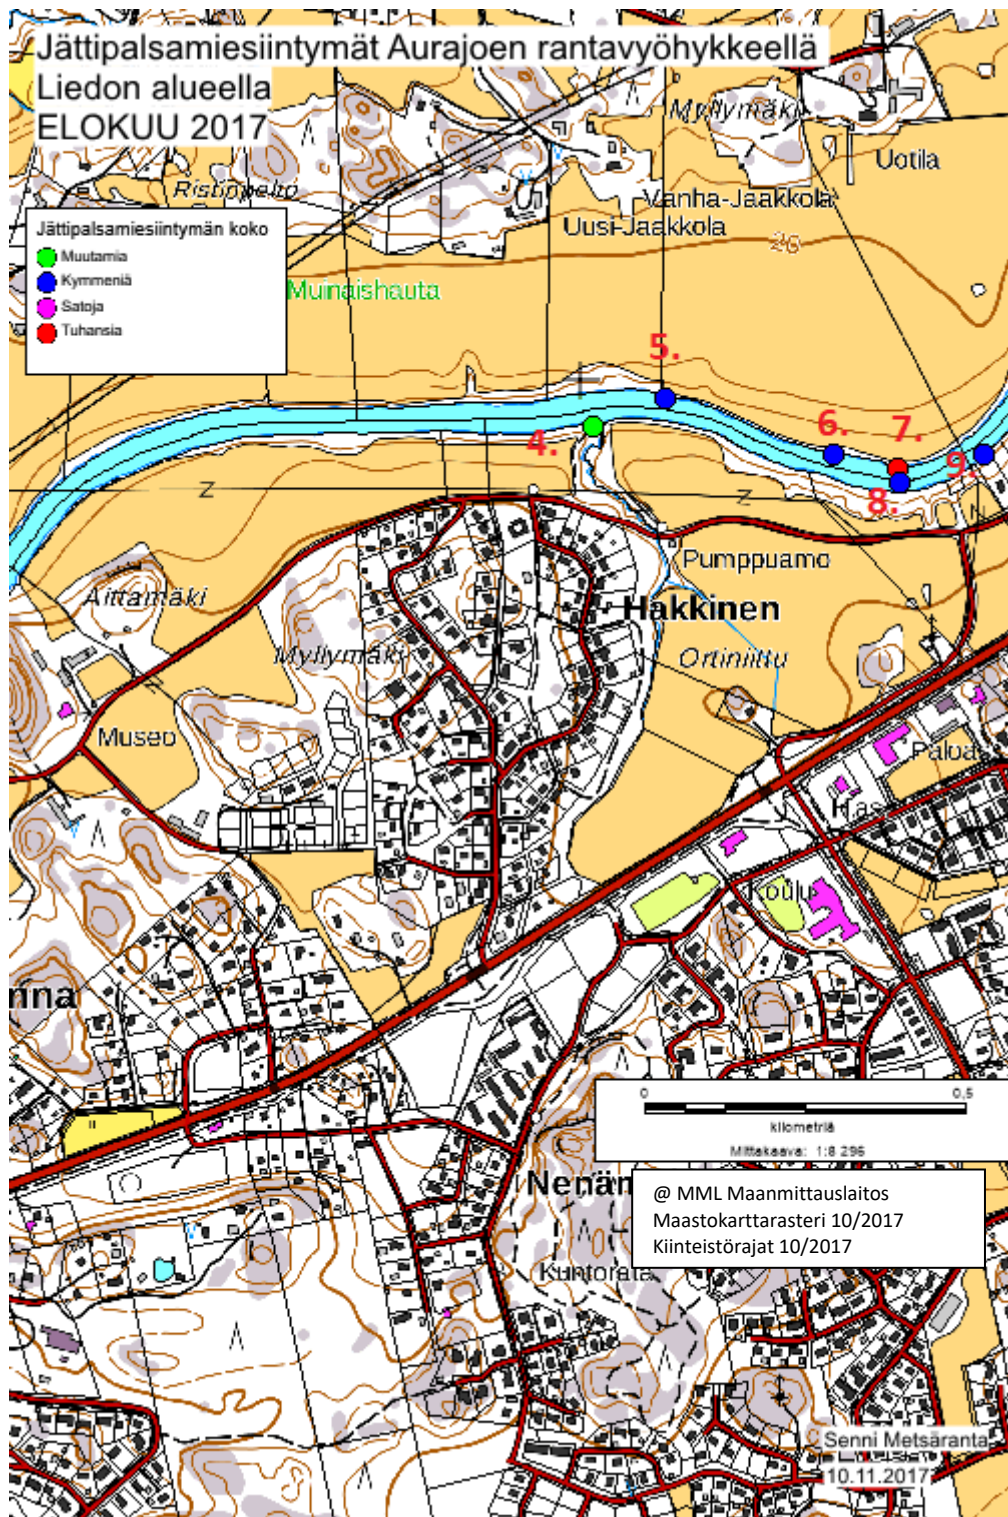 Jättipalsamiesiintymät Aurajoen rantavyöhykkeellä
Liedon alueella
ELOKUU 2017
Myllymäki
Uotila
Ristinpelto
Vanha-Jaakkola
Uusi-Jaakkola
20
Jättipalsamiesiintymän koko
Muutamia
Kymmeniä
Satoja
Tuhansia
Muinaishauta
5.
4.
6.
7.
9.
8.
Z
Z
Z
Pumppuamo
Aittamäki
Hakkinen
Myllymäki
Ortiniittu
Museo
Z
Paloas
Koulu
nna
0 0,5
kilometriä
Mittakaava: 1:8 296
Nenän
@ MML Maanmittauslaitos
Maastokarttarasteri 10/2017
Kiinteistörajat 10/2017
Kuntorata
Senni Metsäranta
10.11.2017